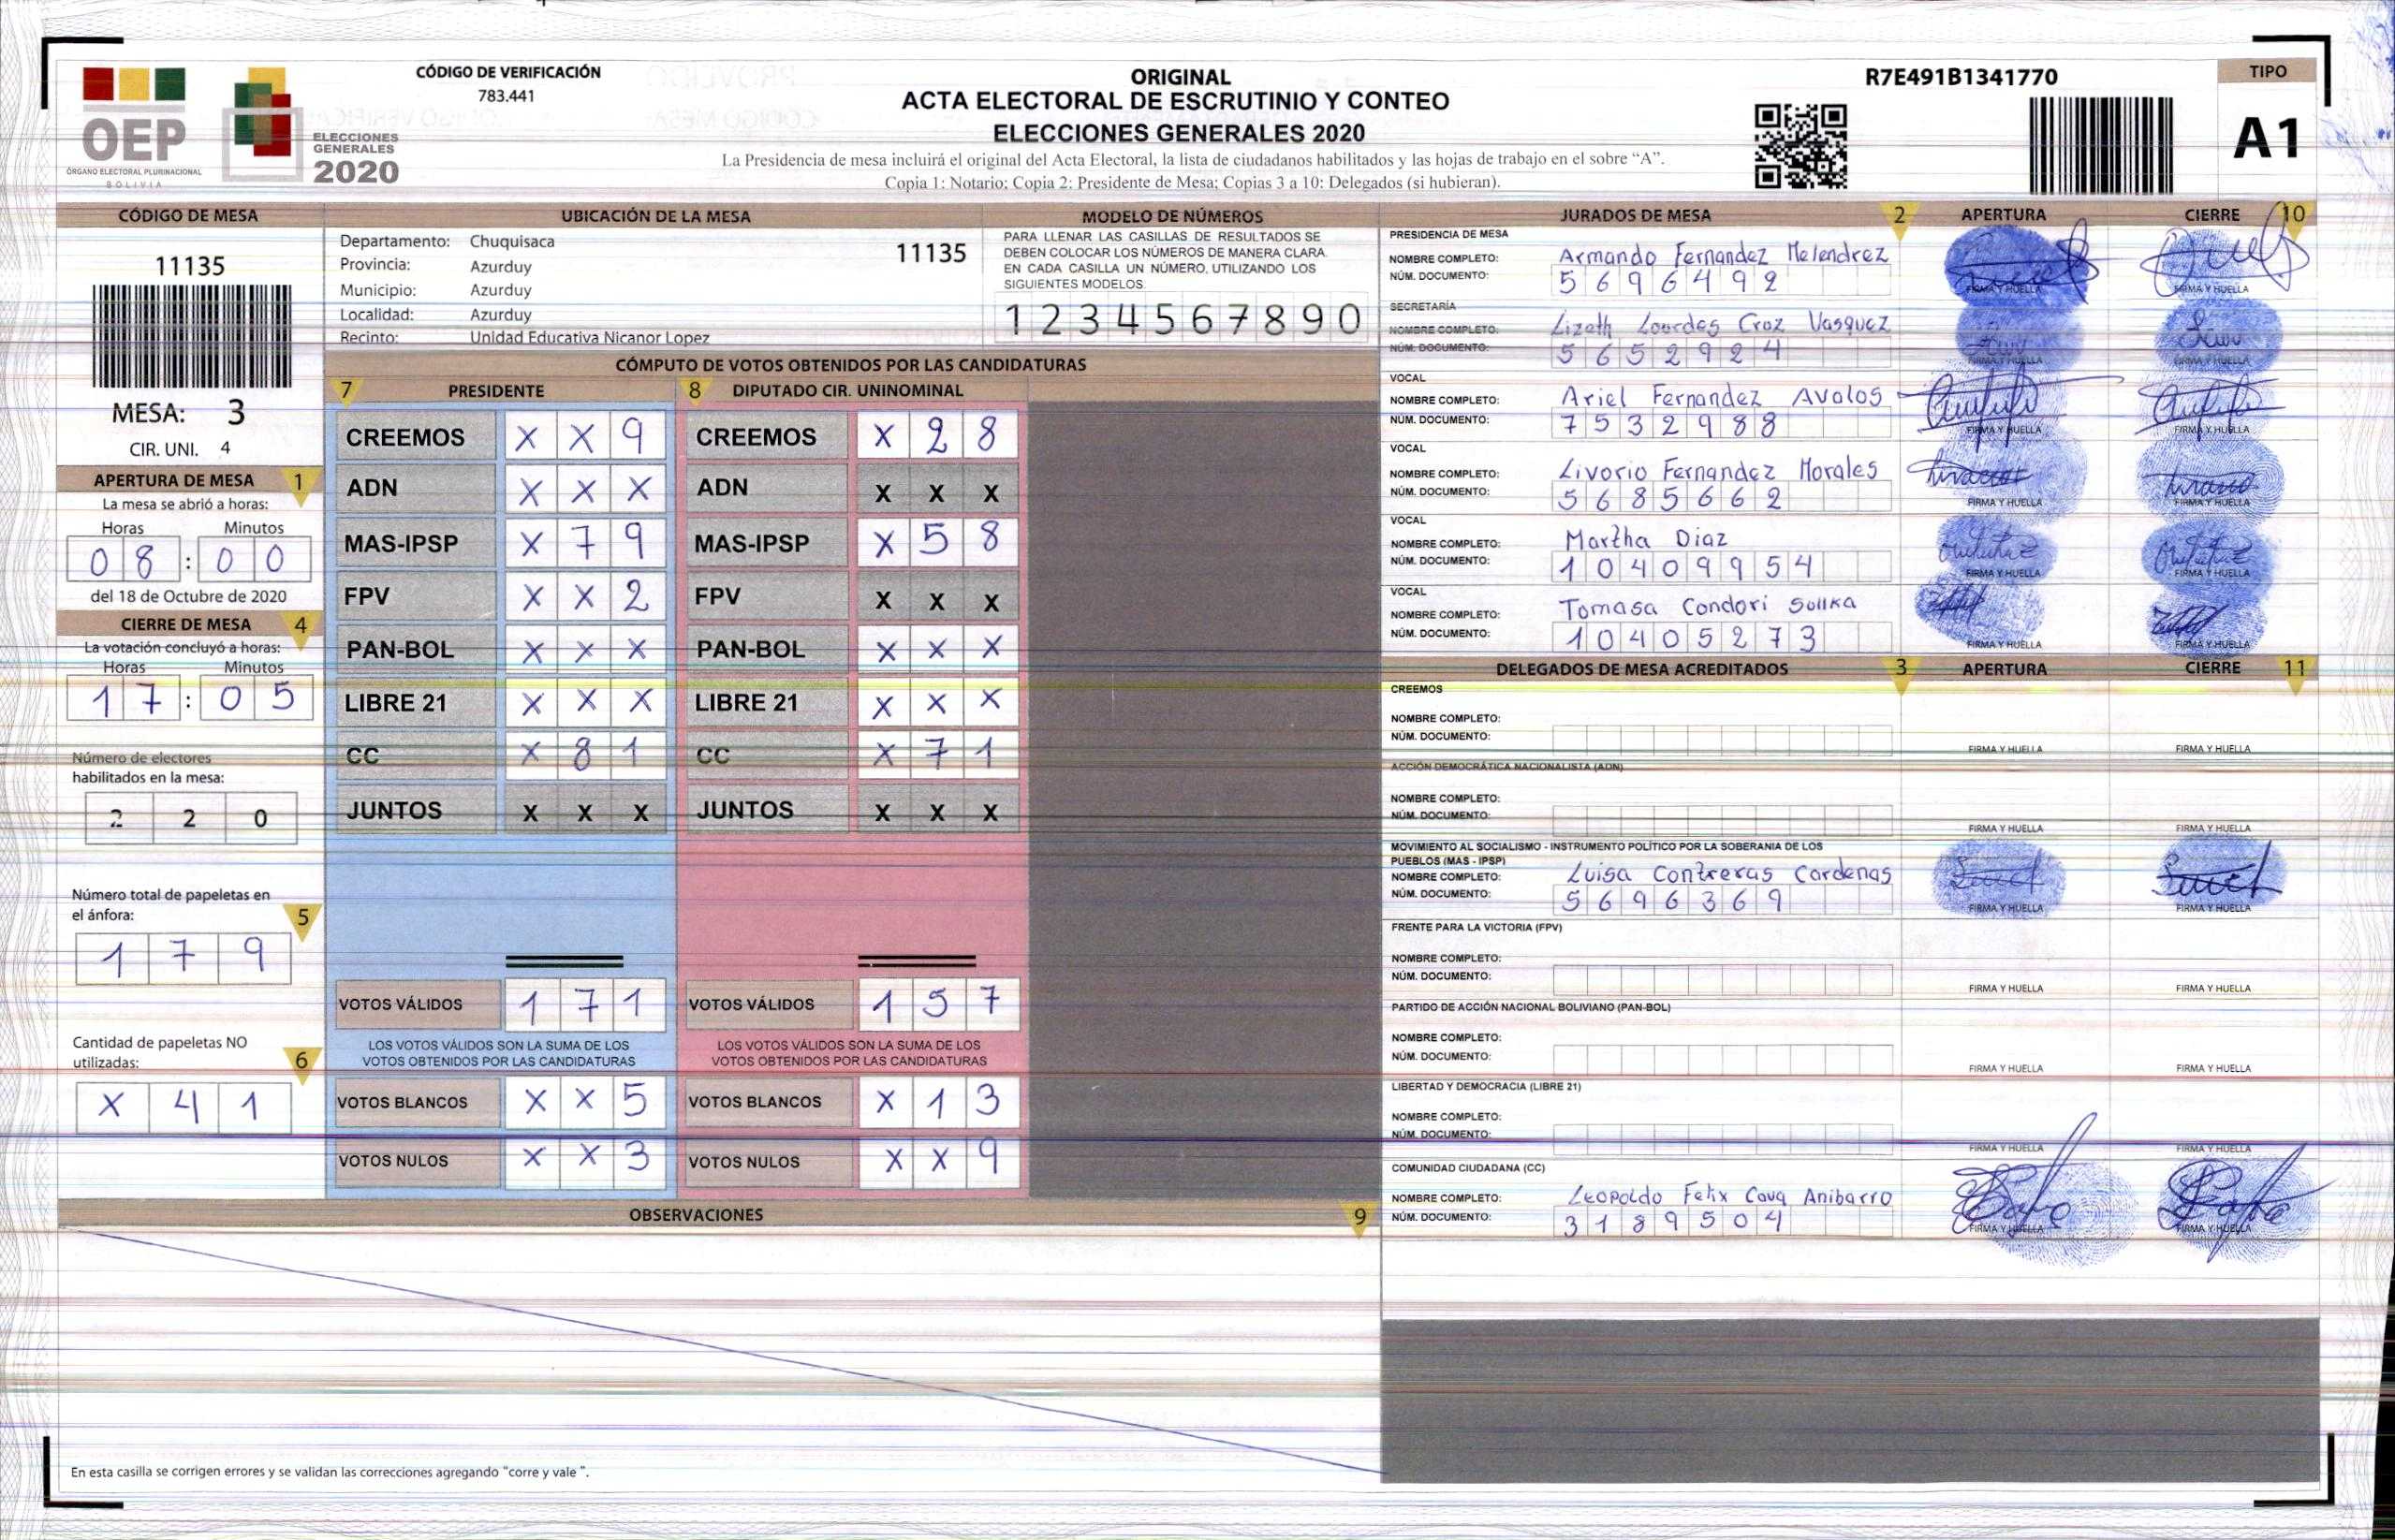 CÓDIGO DE VERIFICACIÓN
783.441
OEP
ÓRGANO ELECTORAL PLURINACIONAL
BOLIVIA
ELECCIONES
GENERALES
2020
ORIGINAL
ACTA ELECTORAL DE ESCRUTINIO Y CONTEO
ELECCIONES GENERALES 2020
La Presidencia de mesa incluirá el original del Acta Electoral, la lista de ciudadanos habilitados y las hojas de trabajo en el sobre “A”.
Copia 1: Notario; Copia 2: Presidente de Mesa; Copias 3 a 10: Delegados (si hubieran).
R7E491B1341770
TIPO
A1
CÓDIGO DE MESA
11135
MESA: 3
CIR. UNI. 4
APERTURA DE MESA 1
La mesa se abrió a horas:
Horas Minutos
0 8 : 0 0
del 18 de Octubre de 2020
CIERRE DE MESA 4
La votación concluyó a horas:
Horas Minutos
1 7 : 0 5
Número de electores
habilitados en la mesa:
2 2 0
Número total de papeletas en
el ánfora: 5
1 7 9
Cantidad de papeletas NO
utilizadas: 6
X 4 1
UBICACIÓN DE LA MESA
Departamento: Chuquisaca 11135
Provincia: Azurduy
Municipio: Azurduy
Localidad: Azurduy
Recinto: Unidad Educativa Nicanor Lopez
MODELO DE NÚMEROS
PARA LLENAR LAS CASILLAS DE RESULTADOS SE
DEBEN COLOCAR LOS NÚMEROS DE MANERA CLARA.
EN CADA CASILLA UN NÚMERO, UTILIZANDO LOS
SIGUIENTES MODELOS.
1 2 3 4 5 6 7 8 9 0
CÓMPUTO DE VOTOS OBTENIDOS POR LAS CANDIDATURAS
7 PRESIDENTE 8 DIPUTADO CIR. UNINOMINAL
CREEMOS X X 9 CREEMOS X 2 8
ADN X X X ADN X X X
MAS-IPSP X 7 9 MAS-IPSP X 5 8
FPV X X 2 FPV X X X
PAN-BOL X X X PAN-BOL X X X
LIBRE 21 X X X LIBRE 21 X X X
CC X 8 1 CC X 7 1
JUNTOS X X X JUNTOS X X X
VOTOS VÁLIDOS 1 7 1 VOTOS VÁLIDOS 1 5 7
LOS VOTOS VÁLIDOS SON LA SUMA DE LOS LOS VOTOS VÁLIDOS SON LA SUMA DE LOS
VOTOS OBTENIDOS POR LAS CANDIDATURAS VOTOS OBTENIDOS POR LAS CANDIDATURAS
VOTOS BLANCOS X X 5 VOTOS BLANCOS X 1 3
VOTOS NULOS X X 3 VOTOS NULOS X X 9
OBSERVACIONES 9
En esta casilla se corrigen errores y se validan las correcciones agregando "corre y vale ".
JURADOS DE MESA 2 APERTURA CIERRE 10
PRESIDENCIA DE MESA
NOMBRE COMPLETO: Armando Fernandez Melendrez
NÚM. DOCUMENTO: 5 6 9 6 4 9 2 FIRMA Y HUELLA FIRMA Y HUELLA
SECRETARÍA
NOMBRE COMPLETO: Lizeth Lourdes Cruz Vasquez
NÚM. DOCUMENTO: 5 6 5 2 9 2 4 FIRMA Y HUELLA FIRMA Y HUELLA
VOCAL
NOMBRE COMPLETO: Ariel Fernandez Avalos
NÚM. DOCUMENTO: 7 5 3 2 9 8 8 FIRMA Y HUELLA FIRMA Y HUELLA
VOCAL
NOMBRE COMPLETO: Livorio Fernandez Morales
NÚM. DOCUMENTO: 5 6 8 5 6 6 2 FIRMA Y HUELLA FIRMA Y HUELLA
VOCAL
NOMBRE COMPLETO: Martha Diaz
NÚM. DOCUMENTO: 1 0 4 0 9 9 5 4 FIRMA Y HUELLA FIRMA Y HUELLA
VOCAL
NOMBRE COMPLETO: Tomasa Condori Sullka
NÚM. DOCUMENTO: 1 0 4 0 5 2 7 3 FIRMA Y HUELLA FIRMA Y HUELLA
DELEGADOS DE MESA ACREDITADOS 3 APERTURA CIERRE 11
CREEMOS
NOMBRE COMPLETO:
NÚM. DOCUMENTO: FIRMA Y HUELLA FIRMA Y HUELLA
ACCIÓN DEMOCRÁTICA NACIONALISTA (ADN)
NOMBRE COMPLETO:
NÚM. DOCUMENTO: FIRMA Y HUELLA FIRMA Y HUELLA
MOVIMIENTO AL SOCIALISMO - INSTRUMENTO POLÍTICO POR LA SOBERANIA DE LOS
PUEBLOS (MAS - IPSP)
NOMBRE COMPLETO: Luisa Contreras Cardenas
NÚM. DOCUMENTO: 5 6 9 6 3 6 9 FIRMA Y HUELLA FIRMA Y HUELLA
FRENTE PARA LA VICTORIA (FPV)
NOMBRE COMPLETO:
NÚM. DOCUMENTO: FIRMA Y HUELLA FIRMA Y HUELLA
PARTIDO DE ACCIÓN NACIONAL BOLIVIANO (PAN-BOL)
NOMBRE COMPLETO:
NÚM. DOCUMENTO: FIRMA Y HUELLA FIRMA Y HUELLA
LIBERTAD Y DEMOCRACIA (LIBRE 21)
NOMBRE COMPLETO:
NÚM. DOCUMENTO: FIRMA Y HUELLA FIRMA Y HUELLA
COMUNIDAD CIUDADANA (CC)
NOMBRE COMPLETO: Leopoldo Felix Cava Anibarro
NÚM. DOCUMENTO: 3 1 8 9 5 0 4 FIRMA Y HUELLA FIRMA Y HUELLA